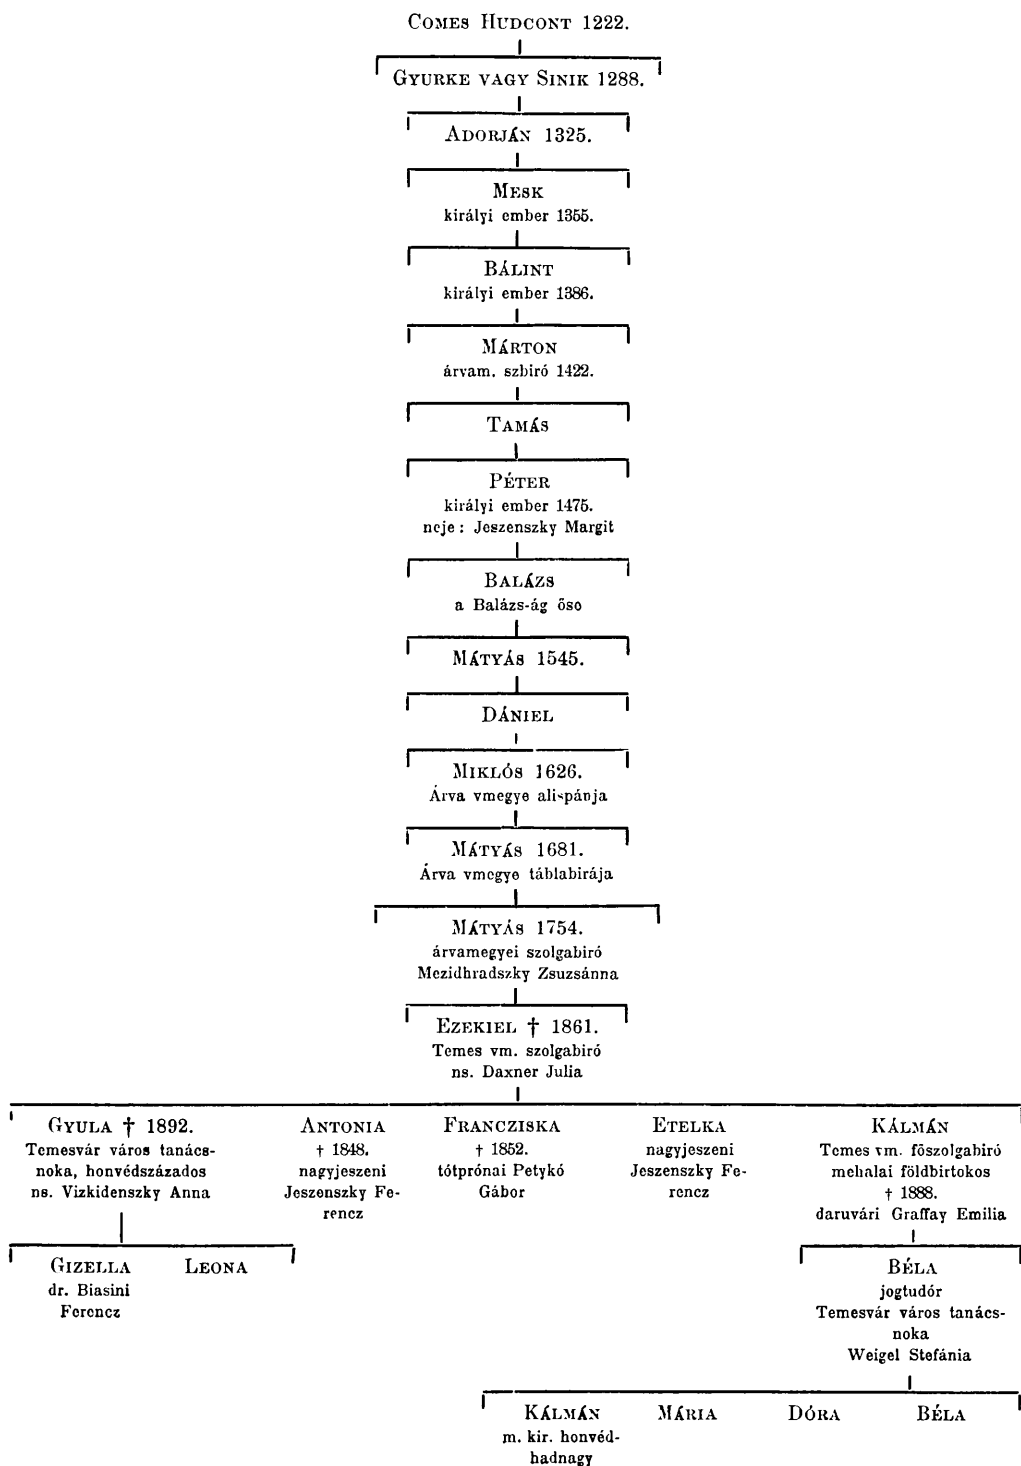 COMES HUDCONT 1222.
GYURKE VAGY SINIK 1288.
ADORJÁN 1325.
MESK
királyi ember 1355.
BÁLINT
királyi ember 1386.
MÁRTON
árvam. szbiró 1422.
TAMÁS
PÉTER
királyi ember 1475.
neje: Jeszenszky Margit
BALÁZS
a Balázs-ág őse
MÁTYÁS 1545.
DÁNIEL
MIKLÓS 1626.
Árva vmegye alispánja
MÁTYÁS 1681.
Árva vmegye táblabirája
MÁTYÁS 1754.
árvamegyei szolgabiró
Mezidhradszky Zsuzsánna
EZEKIEL † 1861.
Temes vm. szolgabiró
ns. Daxner Julia
GYULA † 1892.
Temesvár város tanács-
noka, honvédszázados
ns. Vizkidenszky Anna
ANTONIA
† 1848.
nagyjeszeni
Jeszenszky Fe-
rencz
FRANCZISKA
† 1852.
tótprónai Petykó
Gábor
ETELKA
nagyjeszeni
Jeszenszky Fe-
rencz
KÁLMÁN
Temes vm. főszolgabiró
mehalai földbirtokos
† 1888.
daruvári Graffay Emilia
GIZELLA
dr. Biasini
Ferencz
LEONA
BÉLA
jogtudór
Temesvár város tanács-
noka
Weigel Stefánia
KÁLMÁN
m. kir. honvéd-
hadnagy
MÁRIA
DÓRA
BÉLA